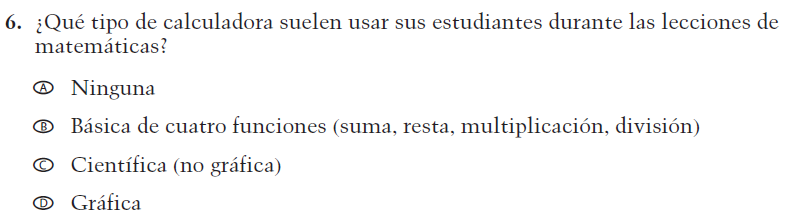 6. ¿Qué tipo de calculadora suelen usar sus estudiantes durante las lecciones de
matemáticas?
A Ninguna
B Básica de cuatro funciones (suma, resta, multiplicación, división)
C Científica (no gráfica)
D Gráfica